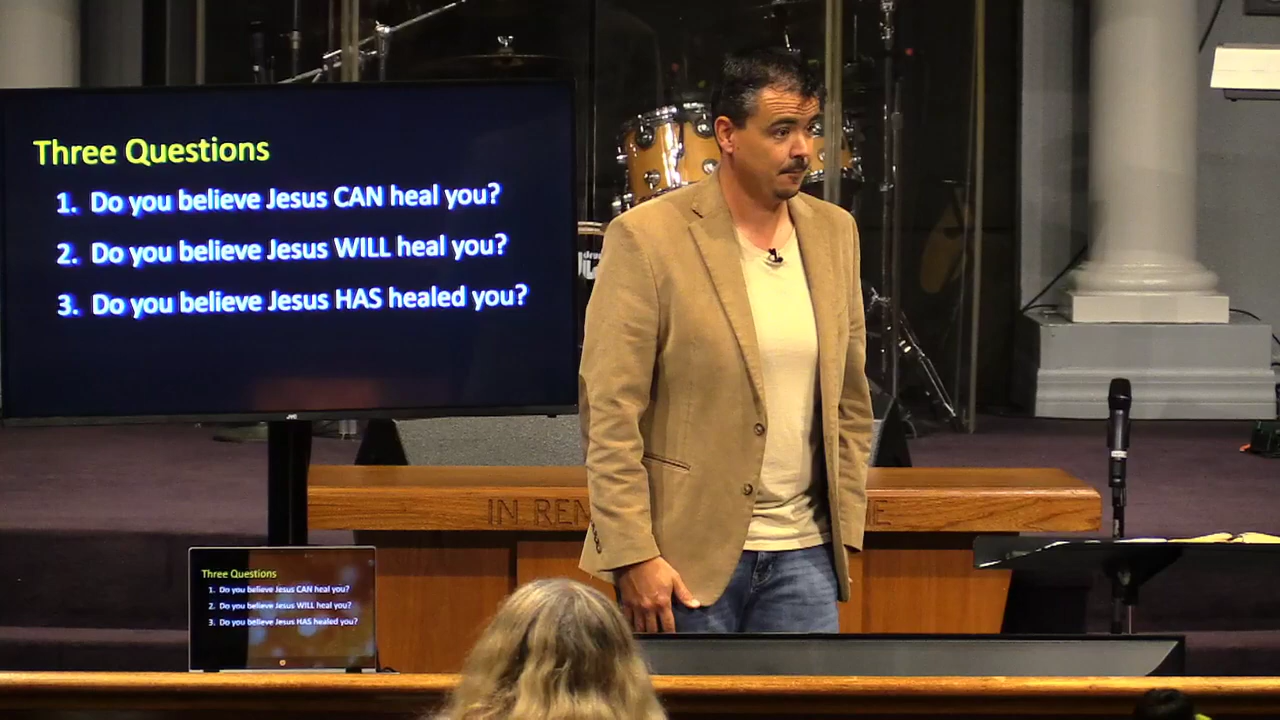 Three Questions
1. Do you believe Jesus CAN heal you?
2. Do you believe Jesus WILL heal you?
3. Do you believe Jesus HAS healed you?
JVC
IN REM
ME
Three Questions
1. Do you believe Jesus CAN heal you?
2. Do you believe Jesus WILL heal you?
3. Do you believe Jesus HAS healed you?